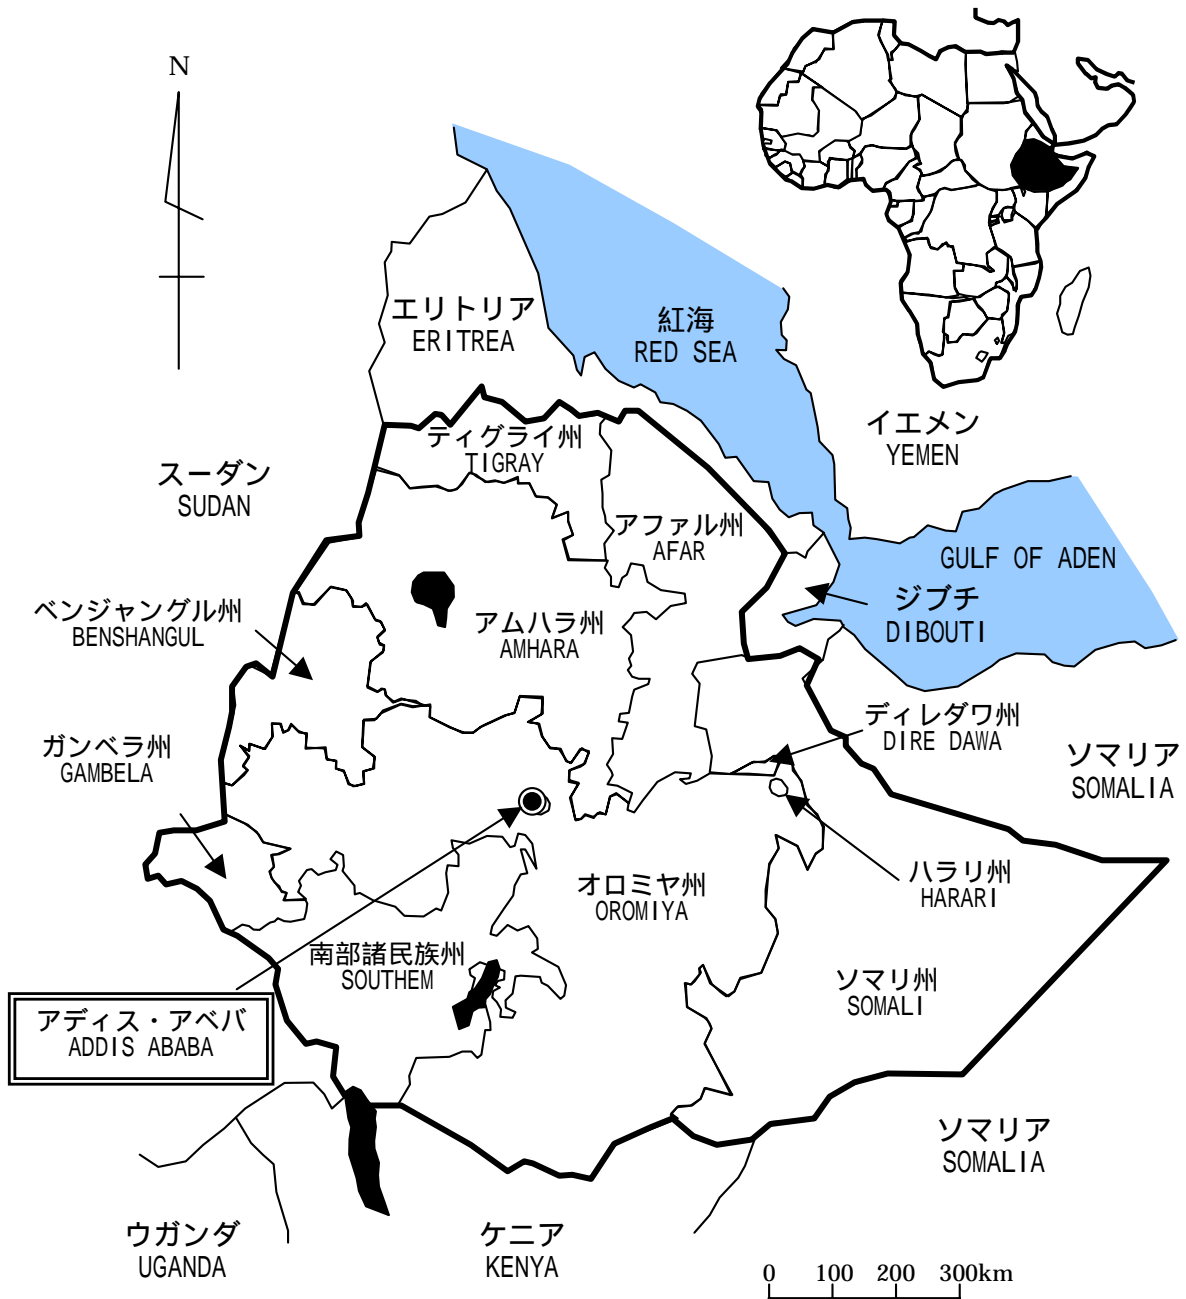 N
エリトリア
ERITREA
紅海
RED SEA
イエメン
YEMEN
スーダン
SUDAN
ティグライ州
TIGRAY
アファル州
AFAR
GULF OF ADEN
ジブチ
DIBOUTI
ベンジャングル州
BENSHANGUL
アムハラ州
AMHARA
ガンベラ州
GAMBELA
ディレダワ州
DIRE DAWA
ソマリア
SOMALIA
オロミヤ州
OROMIYA
ハラリ州
HARARI
南部諸民族州
SOUTHEM
ソマリ州
SOMALI
アディス・アベバ
ADDIS ABABA
ソマリア
SOMALIA
ウガンダ
UGANDA
ケニア
KENYA
0 100 200 300km